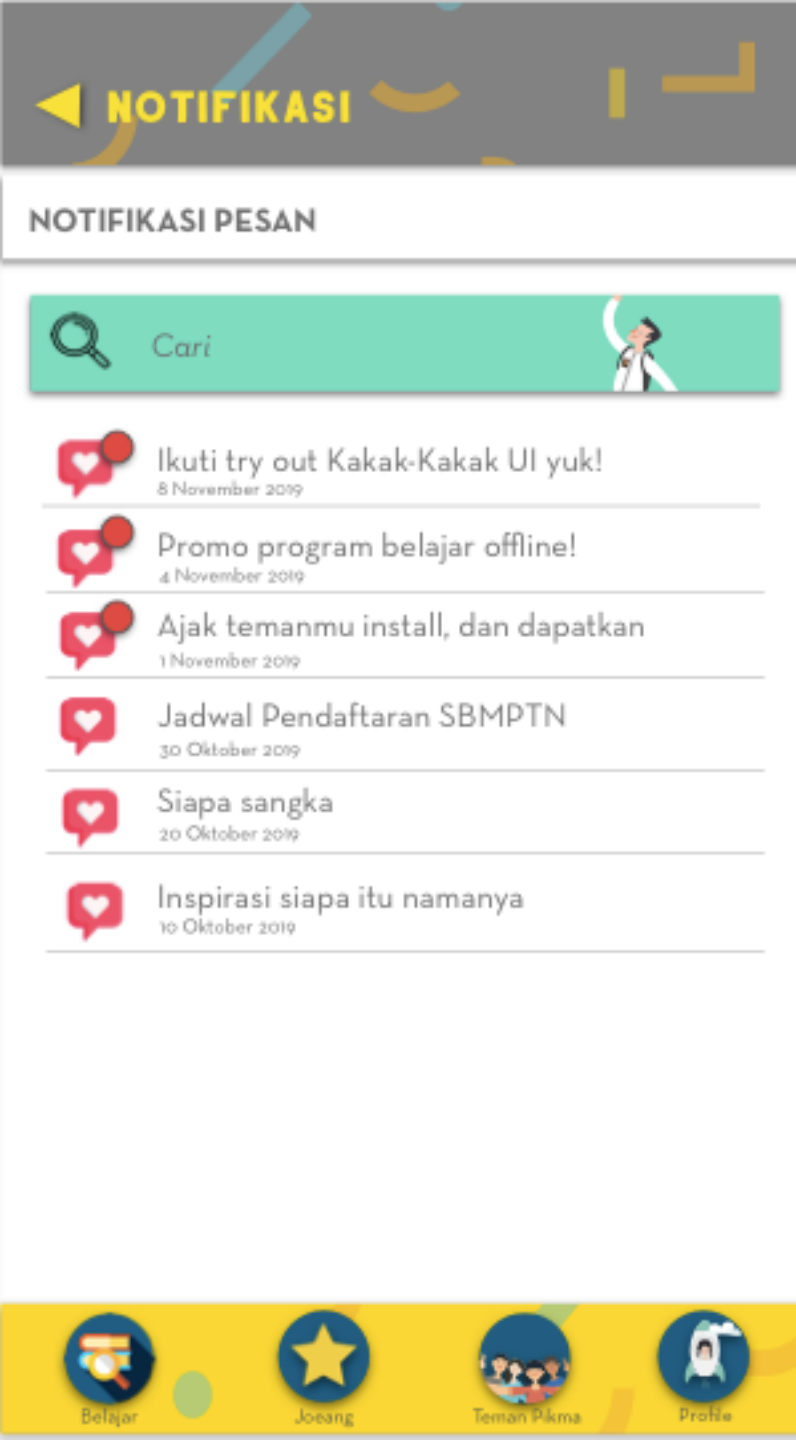 NOTIFIKASI
NOTIFIKASI PESAN
Cari
Ikuti try out Kakak-Kakak UI yuk!
8 November 2019
Promo program belajar offline!
4 November 2019
Ajak temanmu install, dan dapatkan
1 November 2019
Jadwal Pendaftaran SBMPTN
30 Oktober 2019
Siapa sangka
20 Oktober 2019
Inspirasi siapa itu namanya
10 Oktober 2019
Belajar
Joeang
Teman Pikma
Profile